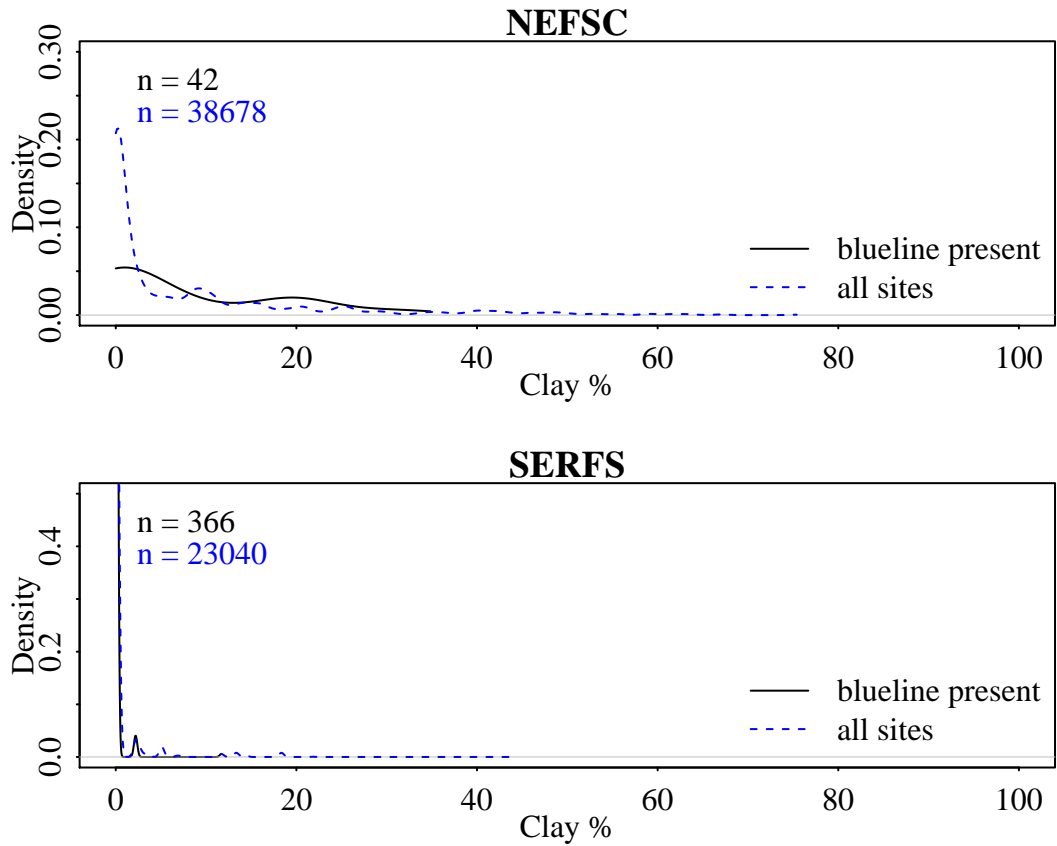 NEFSC
n = 42
n = 38678
Density
0.00 0.10 0.20 0.30
blueline present
all sites
0 20 40 60 80 100
Clay %
SERFS
n = 366
n = 23040
Density
0.0 0.2 0.4
blueline present
all sites
0 20 40 60 80 100
Clay %